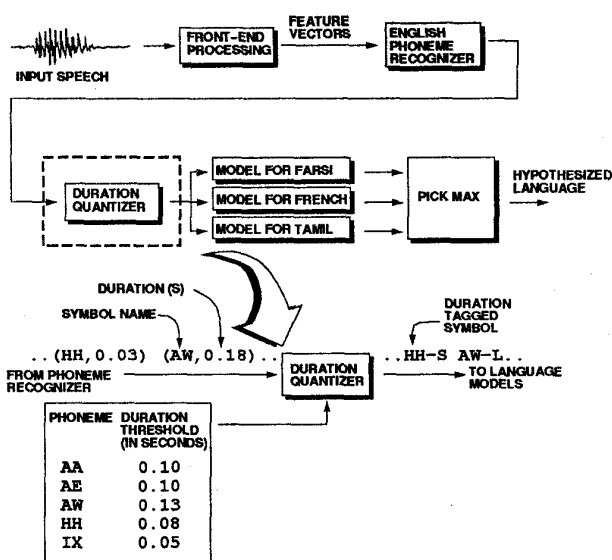 FEATURE
VECTORS
FRONT-END
PROCESSING
ENGLISH
PHONEME
RECOGNIZER
INPUT SPEECH
DURATION
QUANTIZER
MODEL FOR FARSI
MODEL FOR FRENCH
MODEL FOR TAMIL
PICK MAX
HYPOTHESIZED
LANGUAGE
DURATION (S)
SYMBOL NAME
DURATION
TAGGED
SYMBOL
..(HH,0.03) (AW,0.18)..
..HH-S AW-L..
FROM PHONEME
RECOGNIZER
DURATION
QUANTIZER
TO LANGUAGE
MODELS
PHONEME DURATION
THRESHOLD
(IN SECONDS)
AA 0.10
AE 0.10
AW 0.13
HH 0.08
IX 0.05